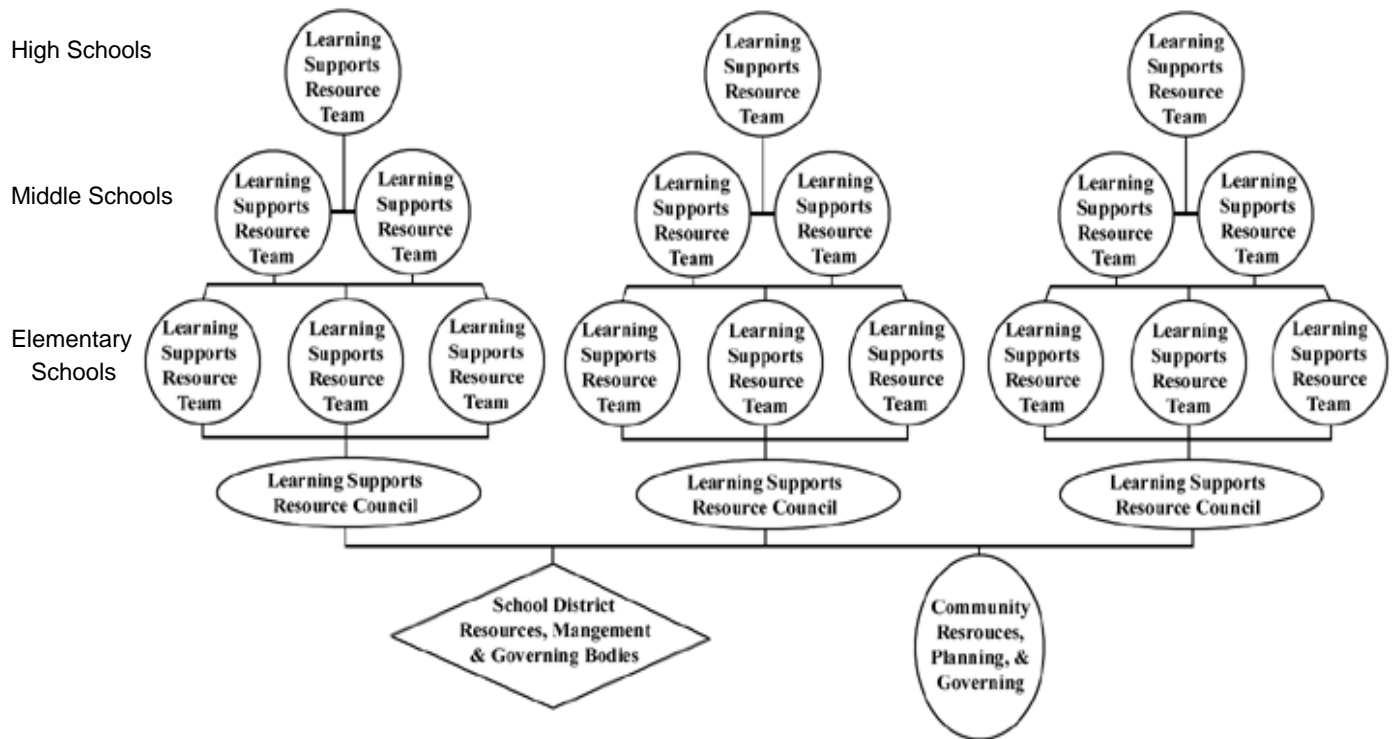 High Schools
Learning
Supports
Resource
Team
Learning
Supports
Resource
Team
Learning
Supports
Resource
Team
Middle Schools
Learning
Supports
Resource
Team
Learning
Supports
Resource
Team
Learning
Supports
Resource
Team
Learning
Supports
Resource
Team
Learning
Supports
Resource
Team
Learning
Supports
Resource
Team
Elementary
Schools
Learning
Supports
Resource
Team
Learning
Supports
Resource
Team
Learning
Supports
Resource
Team
Learning
Supports
Resource
Team
Learning
Supports
Resource
Team
Learning
Supports
Resource
Team
Learning
Supports
Resource
Team
Learning
Supports
Resource
Team
Learning
Supports
Resource
Team
Learning Supports
Resource Council
Learning Supports
Resource Council
Learning Supports
Resource Council
School District
Resources, Mangement
& Governing Bodies
Community
Resrouces,
Planning, &
Governing